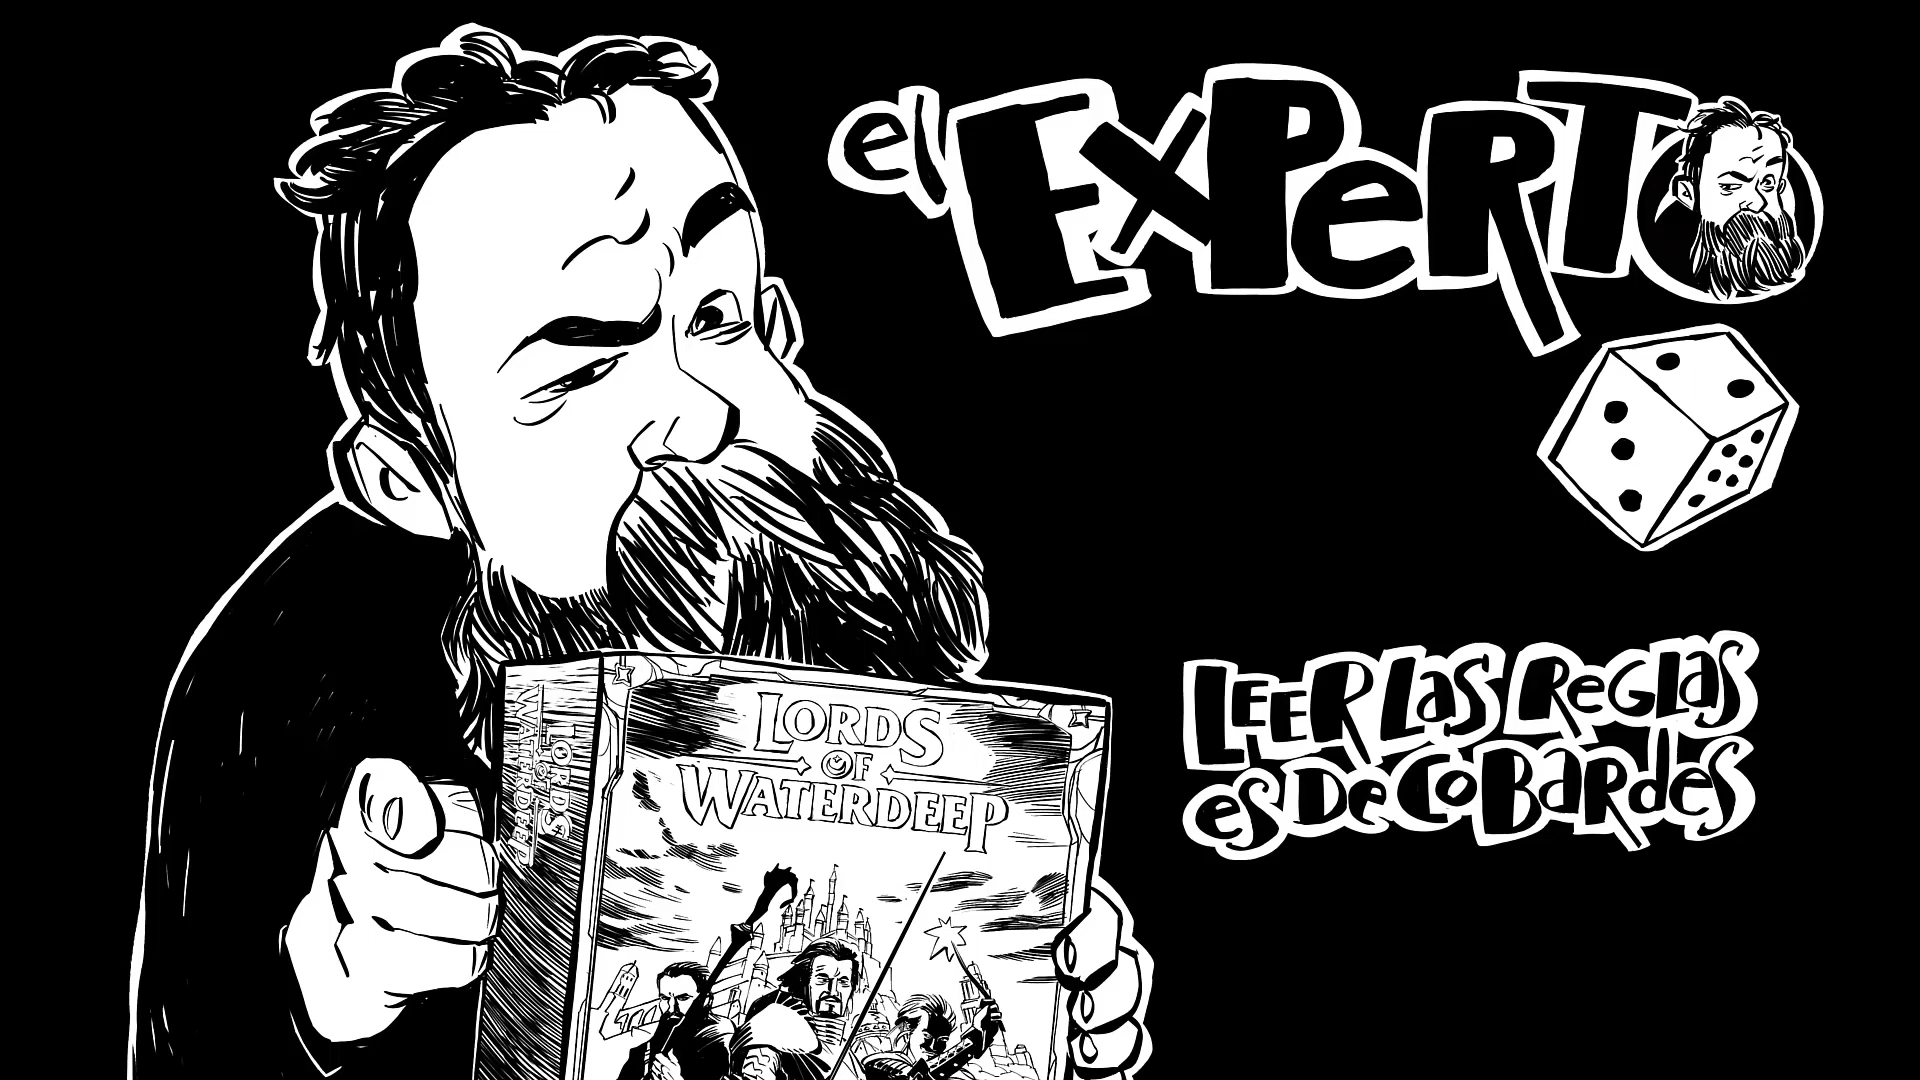 el EXPERTO
LEER LAS REGLAS
ES DE COBARDES
LORDS
OF
WATERDEEP
LORDS
OF
WATERDEEP